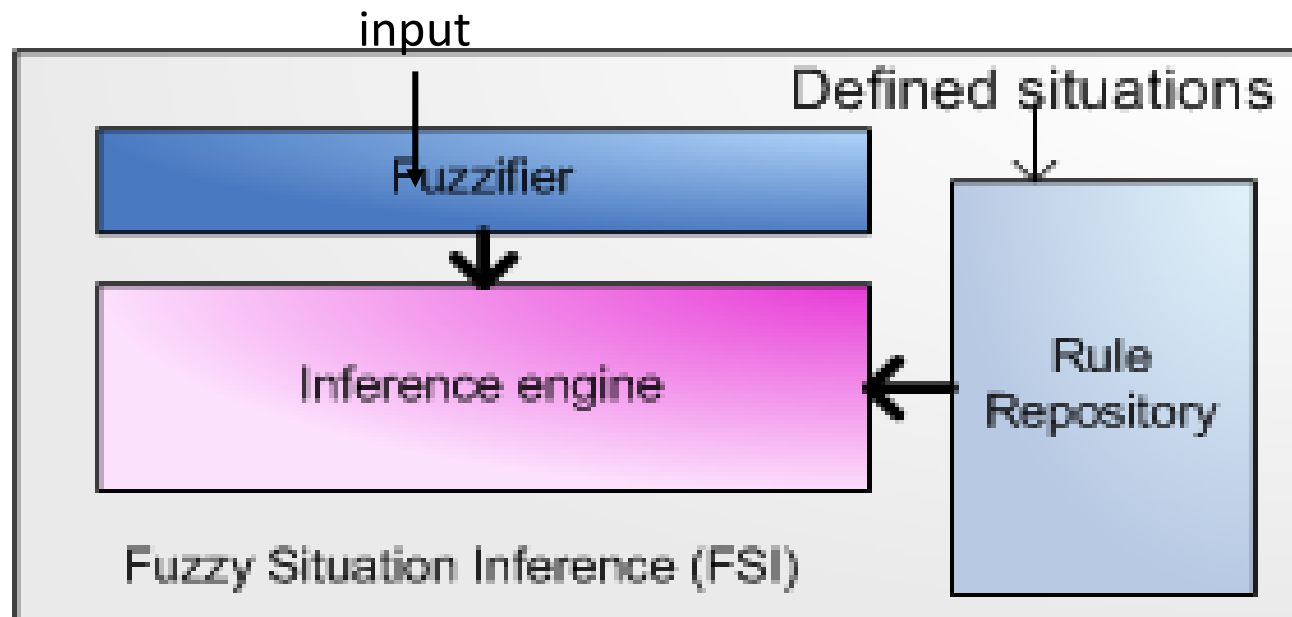 input
Defined situations
Fuzzifier
Inference engine
Rule
Repository
Fuzzy Situation Inference (FSI)